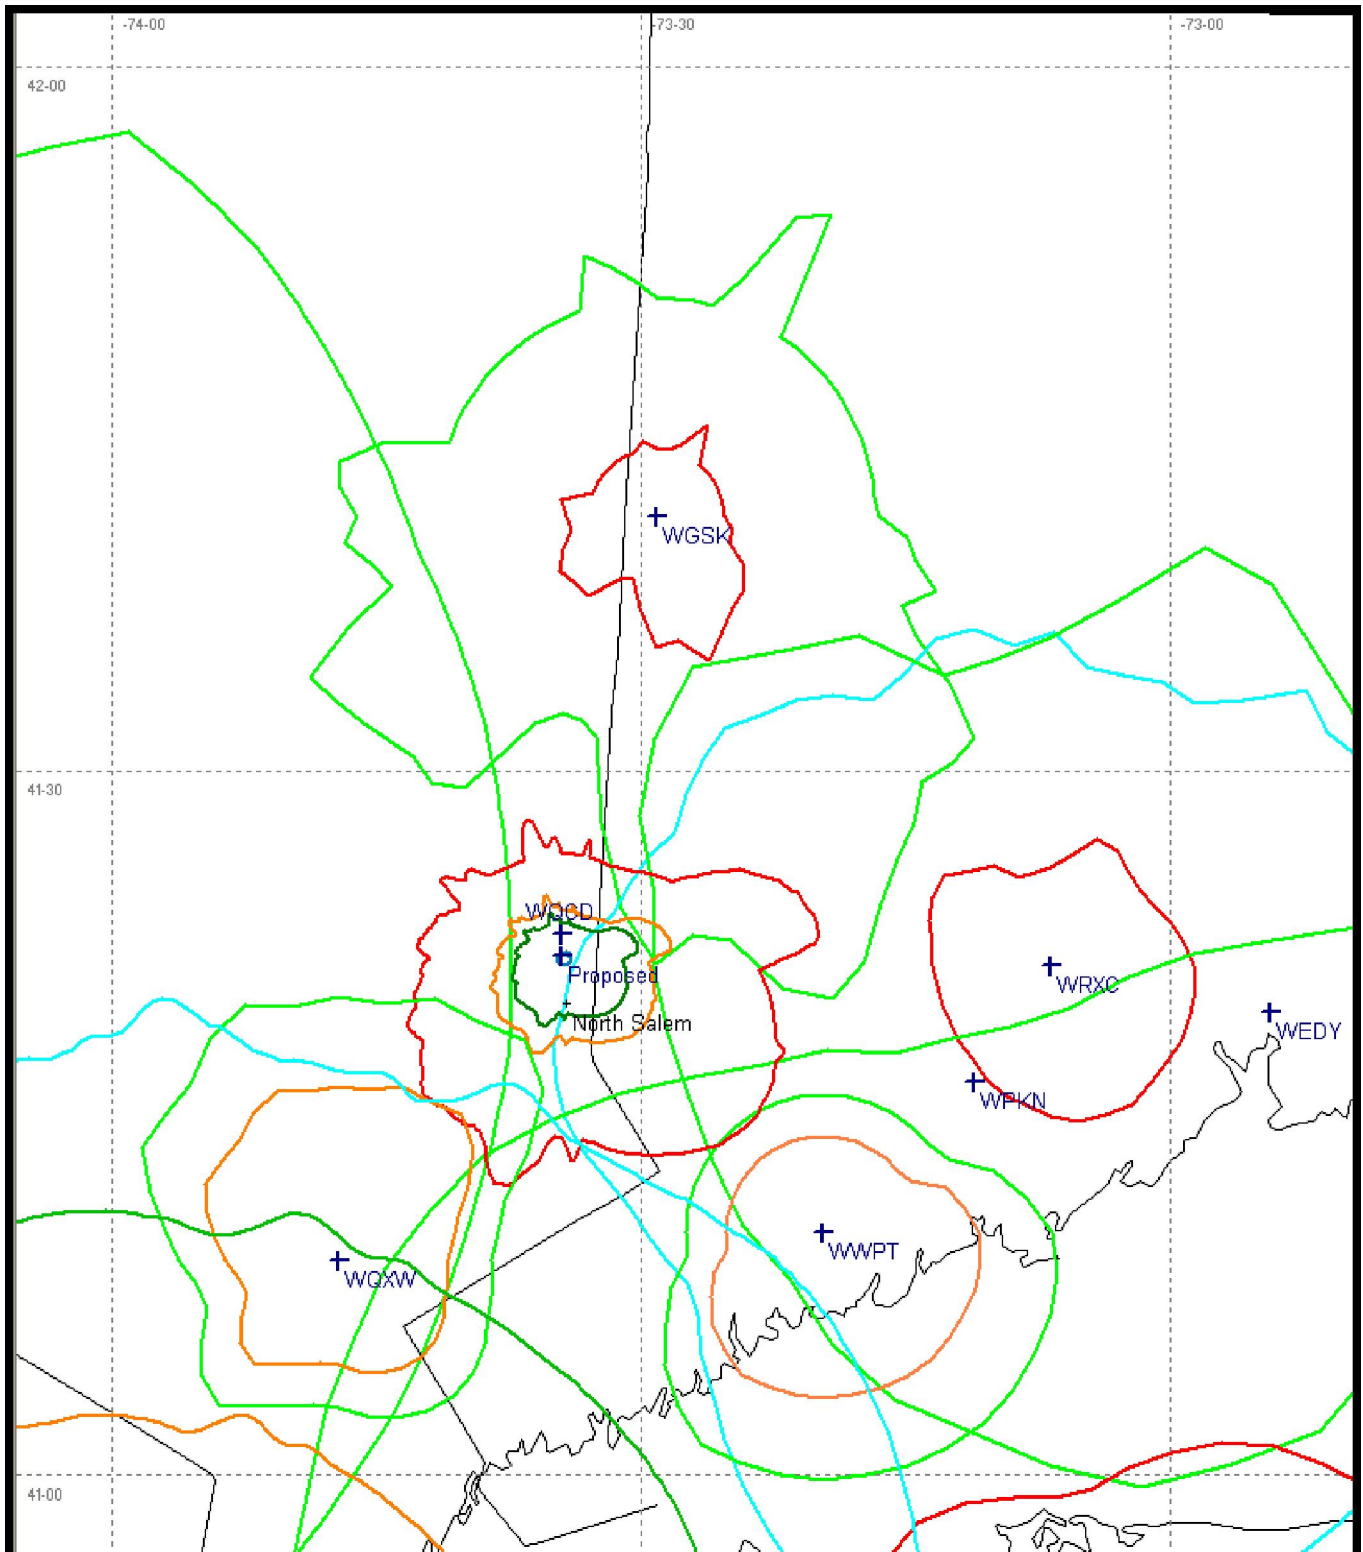 -74-00
-73-30
-73-00
42-00
WGSK
41-30
WQCD
Proposed
WRXC
WEDY
North Salem
WPKN
WWPT
WQXW
41-00